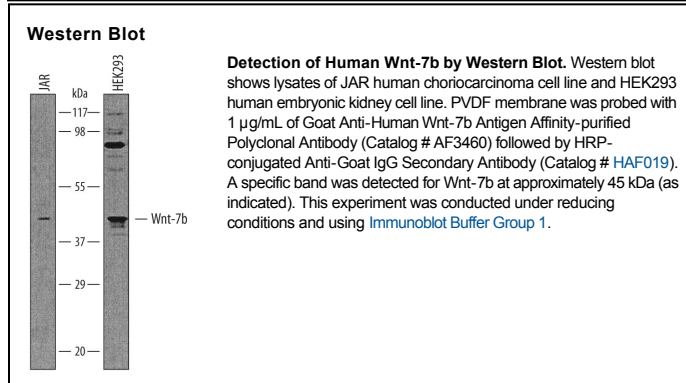 Western Blot
JAR
HEK293
kDa
117
98
55
Wnt-7b
37
29
20
Detection of Human Wnt-7b by Western Blot. Western blot
shows lysates of JAR human choriocarcinoma cell line and HEK293
human embryonic kidney cell line. PVDF membrane was probed with
1 µg/mL of Goat Anti-Human Wnt-7b Antigen Affinity-purified
Polyclonal Antibody (Catalog # AF3460) followed by HRP-
conjugated Anti-Goat IgG Secondary Antibody (Catalog # HAF019).
A specific band was detected for Wnt-7b at approximately 45 kDa (as
indicated). This experiment was conducted under reducing
conditions and using Immunoblot Buffer Group 1.